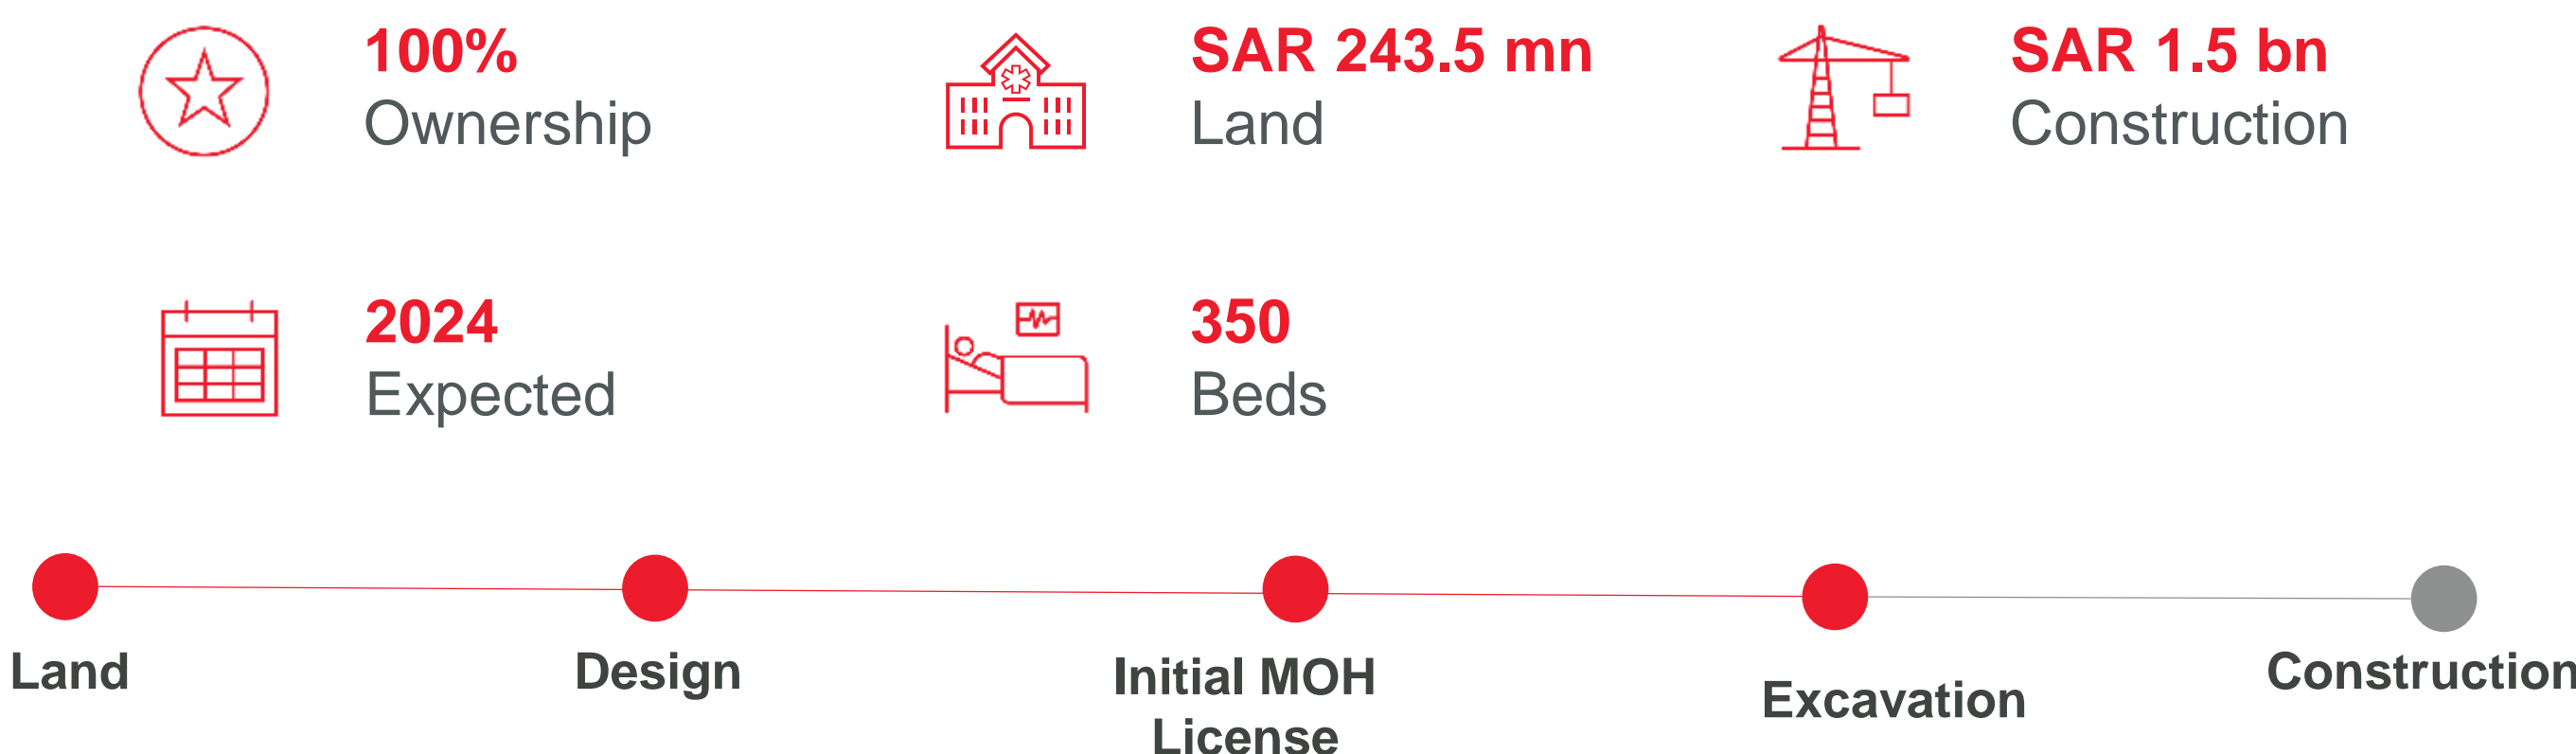 100%
Ownership
SAR 243.5 mn
Land
SAR 1.5 bn
Construction
2024
Expected
350
Beds
Land
Design
Initial MOH
License
Excavation
Construction